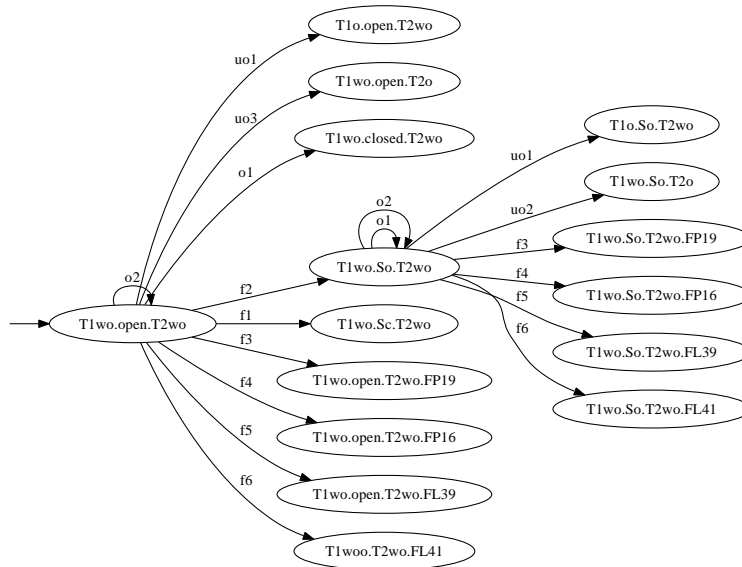 T1o.open.T2wo
uo1
T1wo.open.T2o
uo3
T1wo.closed.T2wo
o1
T1o.So.T2wo
uo1
T1wo.So.T2o
uo2
o2
o1
T1wo.So.T2wo
f3
T1wo.So.T2wo.FP19
f4
T1wo.So.T2wo.FP16
f5
T1wo.So.T2wo.FL39
f6
T1wo.So.T2wo.FL41
o2
T1wo.open.T2wo
f2
f1
T1wo.Sc.T2wo
f3
T1wo.open.T2wo.FP19
f4
T1wo.open.T2wo.FP16
f5
T1wo.open.T2wo.FL39
f6
T1woo.T2wo.FL41